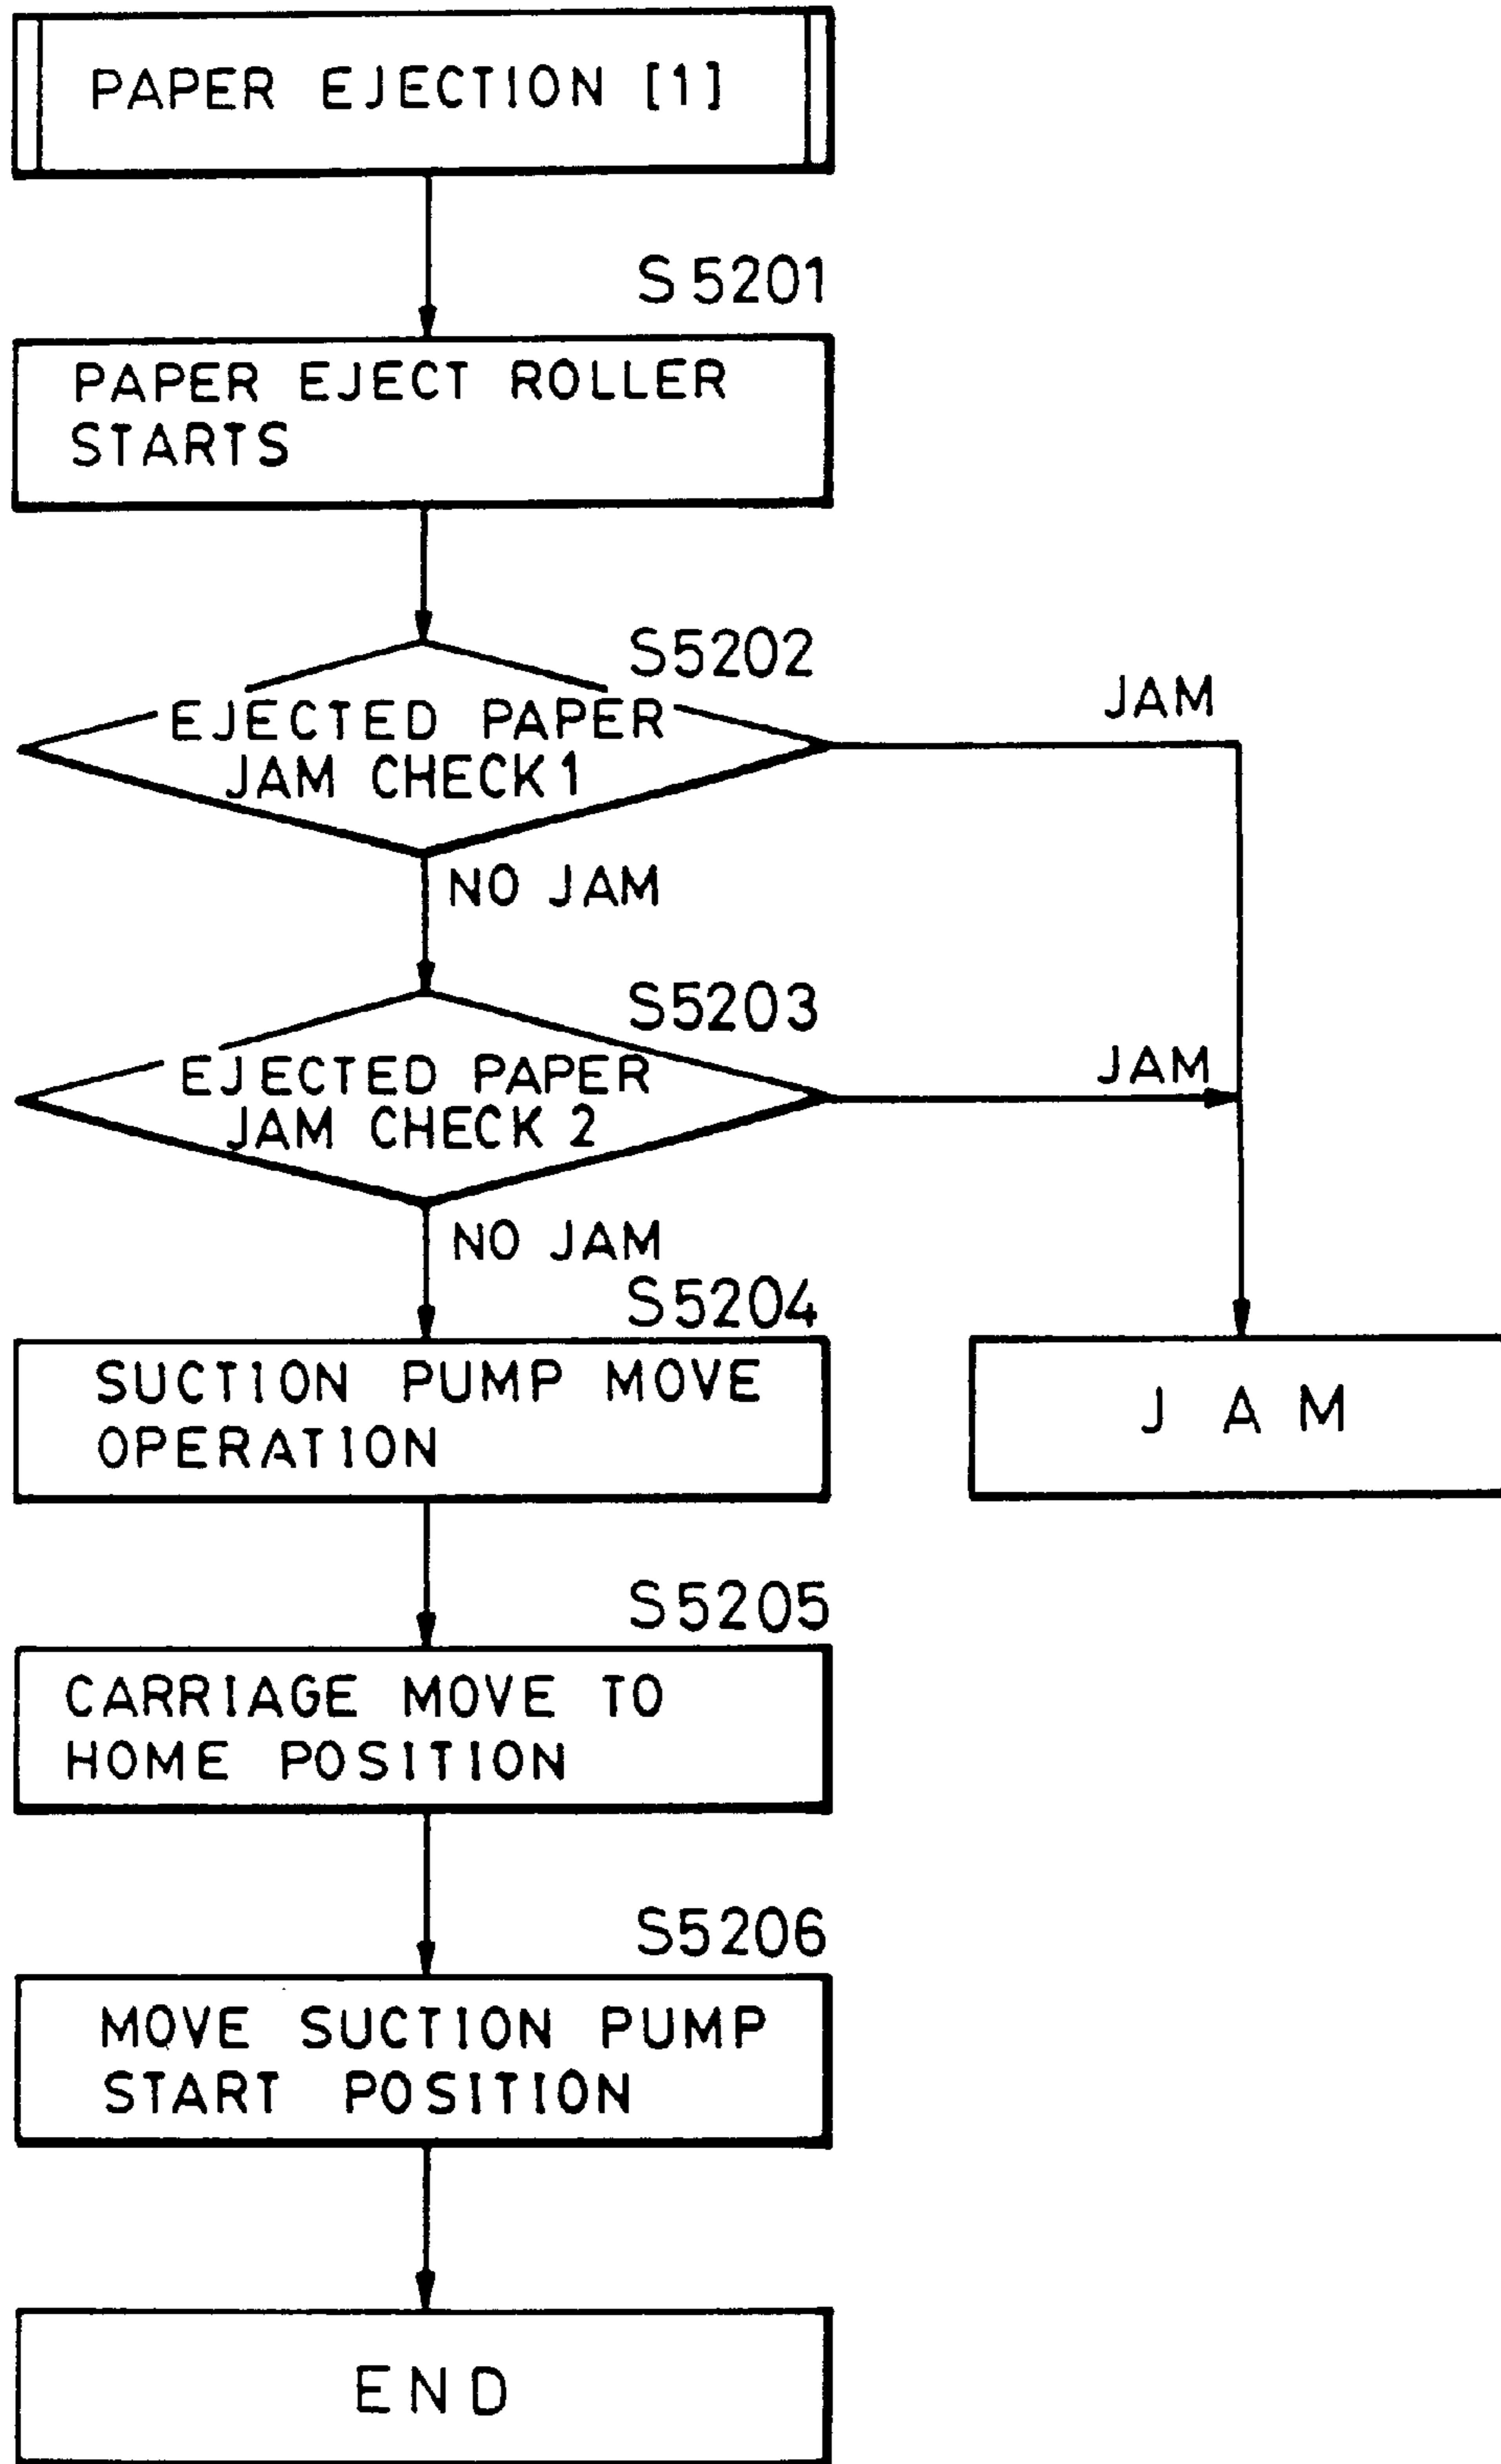 PAPER EJECTION [1]
S5201
PAPER EJECT ROLLER
STARTS
S5202
EJECTED PAPER
JAM CHECK 1
JAM
NO JAM
S5203
EJECTED PAPER
JAM CHECK 2
JAM
NO JAM
S5204
SUCTION PUMP MOVE
OPERATION
JAM
S5205
CARRIAGE MOVE TO
HOME POSITION
S5206
MOVE SUCTION PUMP
START POSITION
END